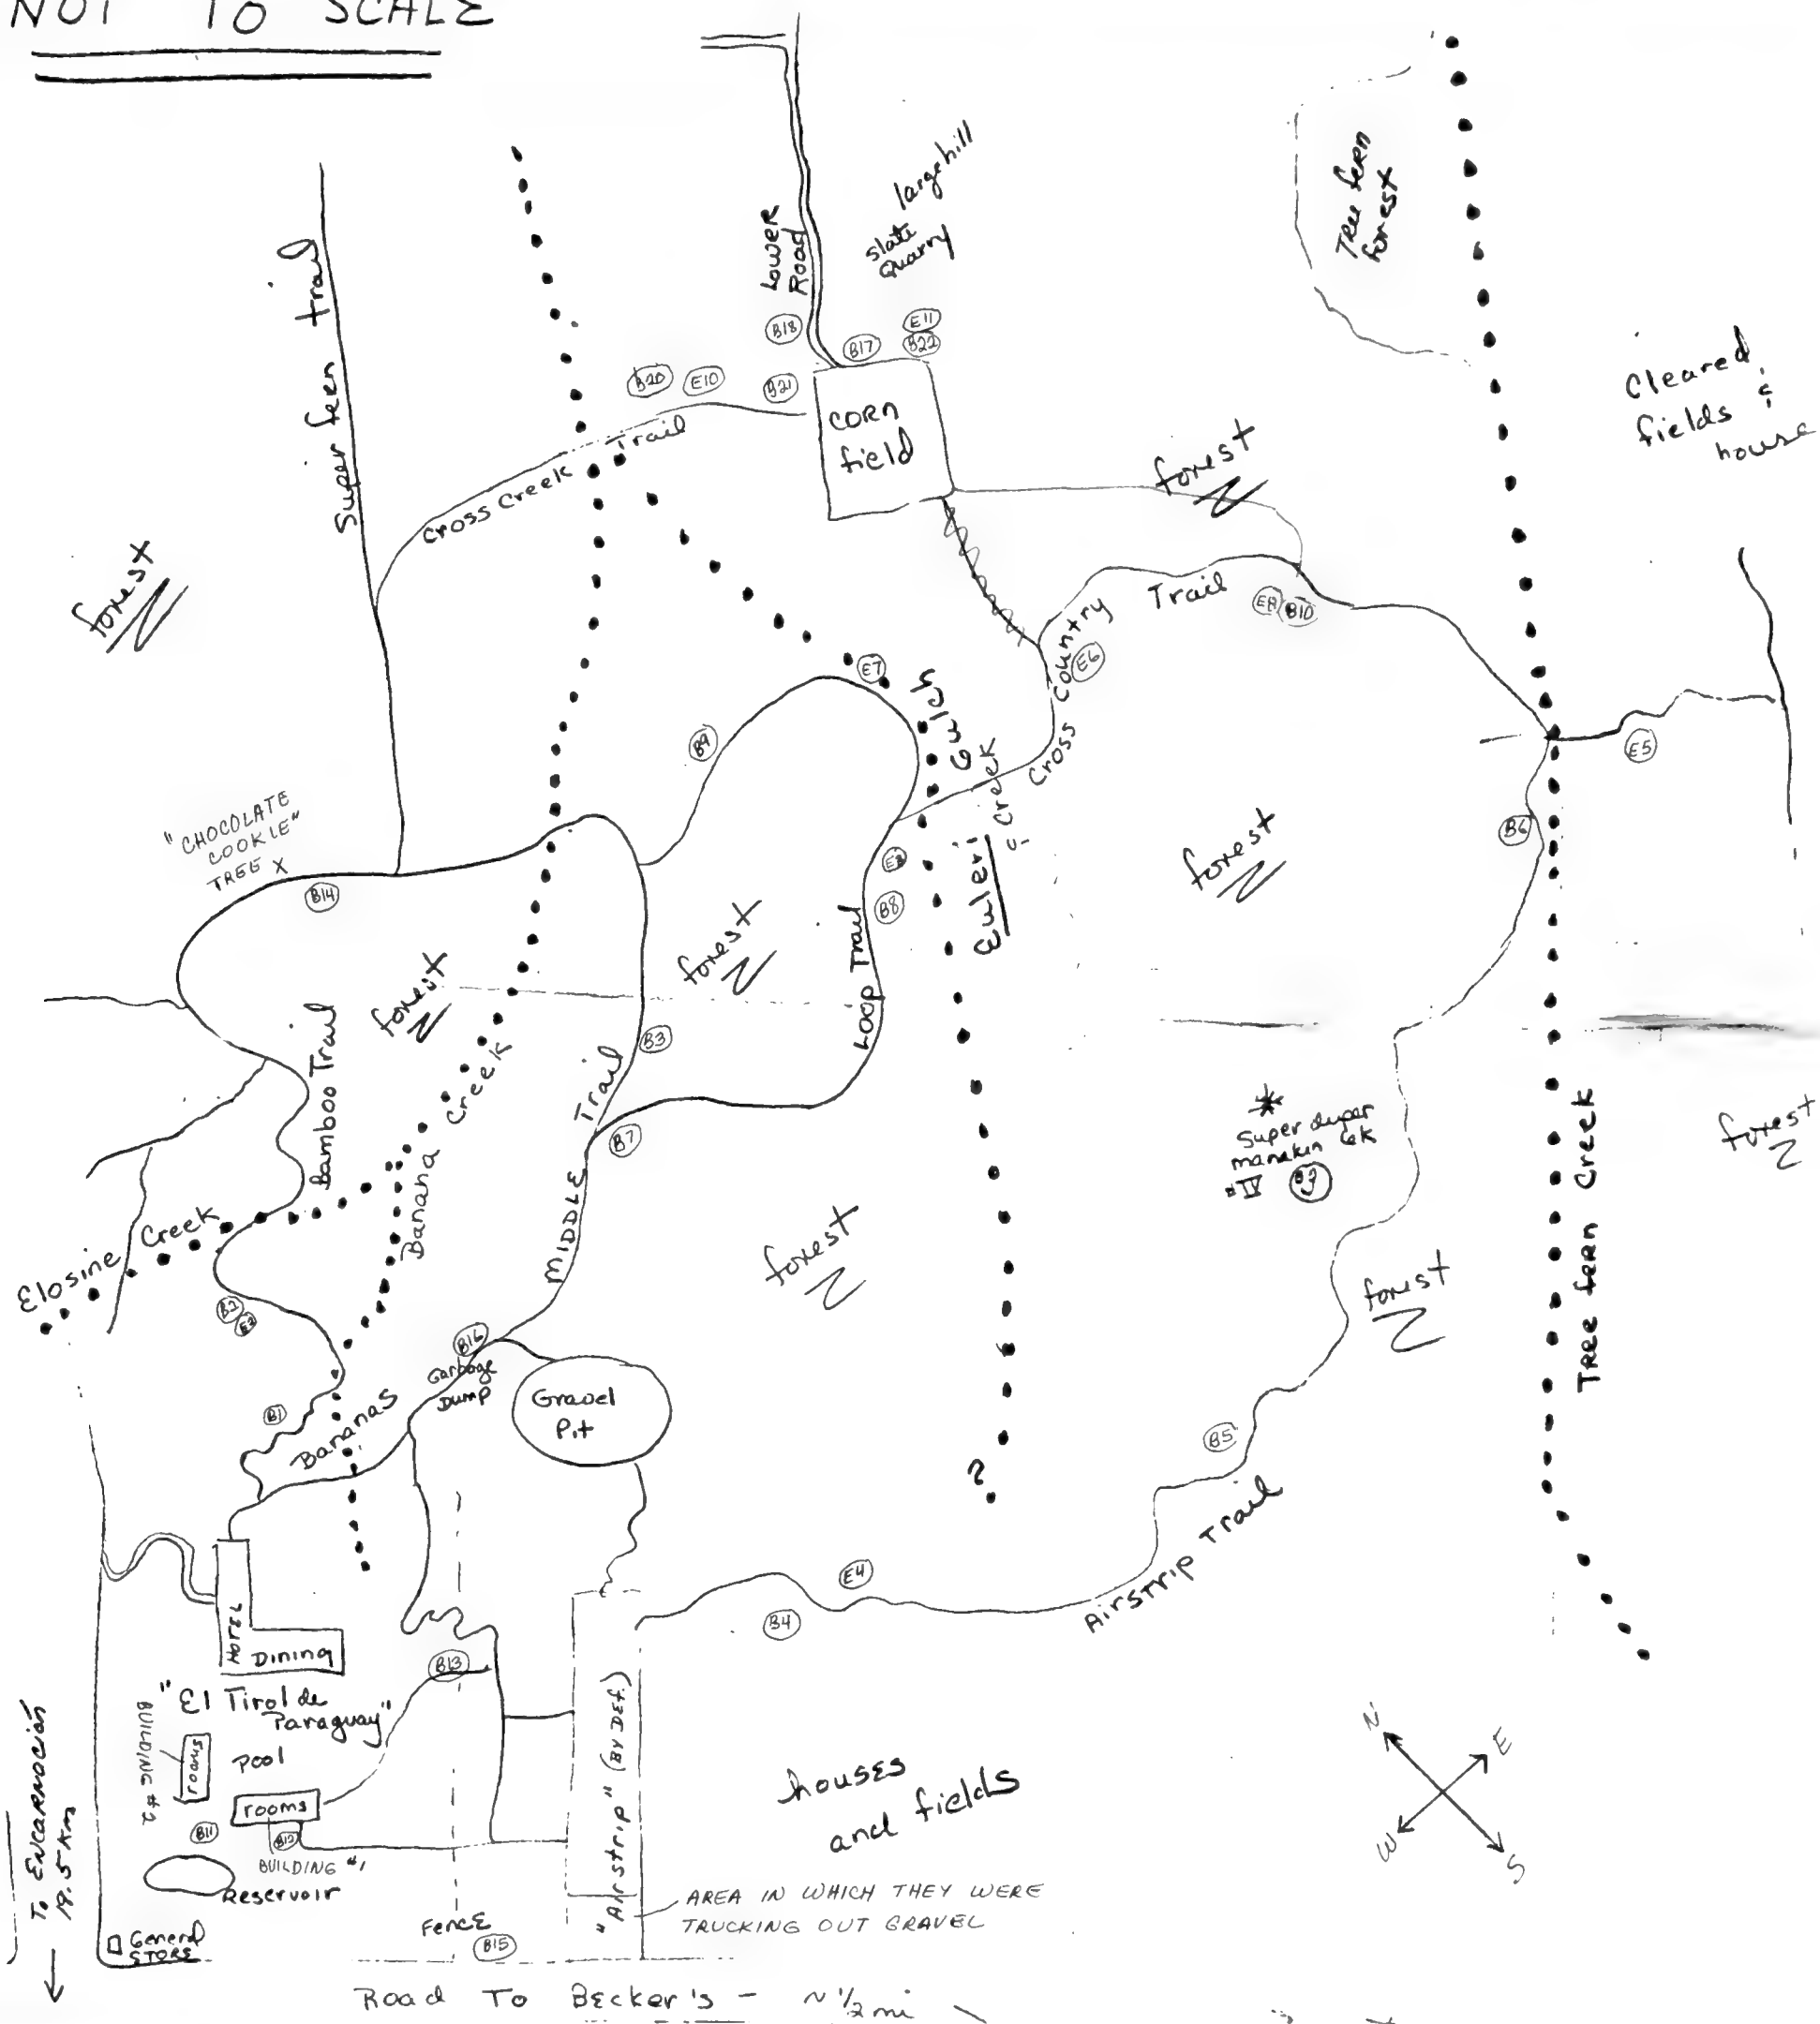 NOT TO SCALE
large hill
slate
quarry
Lower
Road
Tree fern
forest
Super fern trail
B18
B17
E11
B22
B20
E10
B21
Cross Creek Trail
CORN
field
Cleared
fields &
house
forest
forest
Cross Country Trail
E8
B10
E6
E7
Gulch
Euleri
& Creek
B9
E5
B6
"CHOCOLATE
COOKIE"
TREE X
B14
E3
B8
forest
forest
forest
Loop Trail
Bamboo Trail
Banana Creek
Banana Creek
B3
MIDDLE Trail
B7
*
Super duper
manakin GK
#IV
B2
E2
Elosine Creek
forest
forest
forest
Tree fern Creek
B16
Garbage
Dump
Gravel
Pit
B1
Bananas
B5
?
Airstrip Trail
E4
B4
HOTEL
Dining
B13
"El Tirol de
Paraguay"
BUILDING #2
rooms
Pool
rooms
B11
B12
BUILDING #1
Reservoir
"Airstrip" (BY DEF.)
houses
and fields
N
E
W
S
AREA IN WHICH THEY WERE
TRUCKING OUT GRAVEL
To Encarnación
19.5 Km
General
STORE
Fence
B15
Road To Becker's - ~ 1/2 mi